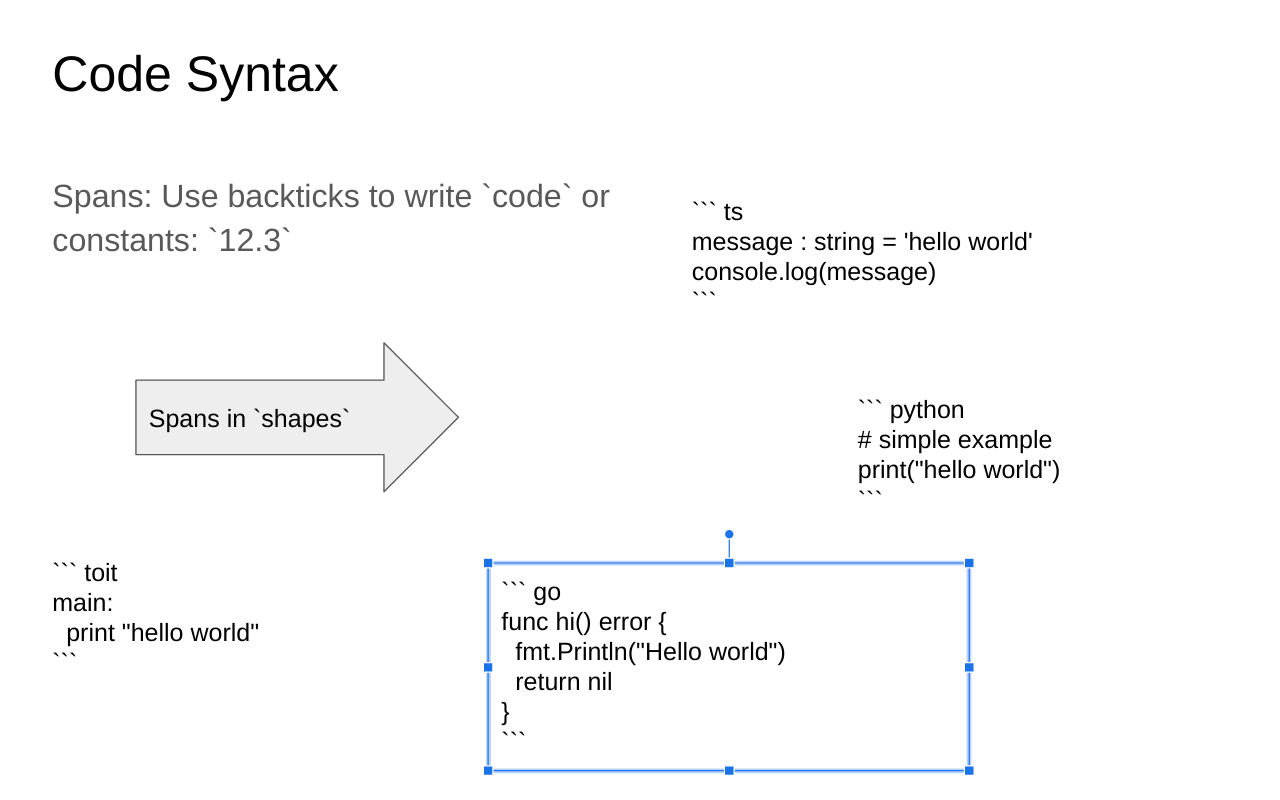 Code Syntax
Spans: Use backticks to write `code` or
constants: `12.3`
``` ts
message : string = 'hello world'
console.log(message)
```
Spans in `shapes`
``` python
# simple example
print("hello world")
```
``` toit
main:
  print "hello world"
```
``` go
func hi() error {
  fmt.Println("Hello world")
  return nil
}
```